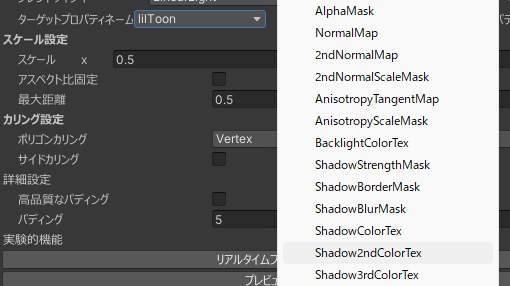 ターゲットプロパティネーム lilToon
スケール設定
スケール x 0.5
アスペクト比固定
最大距離 0.5
カリング設定
ポリゴンカリング Vertex
サイドカリング
詳細設定
高品質なパディング
パディング 5
実験的機能
リアルタイムプ
プレビュ
AlphaMask
NormalMap
2ndNormalMap
2ndNormalScaleMask
AnisotropyTangentMap
AnisotropyScaleMask
BacklightColorTex
ShadowStrengthMask
ShadowBorderMask
ShadowBlurMask
ShadowColorTex
Shadow2ndColorTex
Shadow3rdColorTex